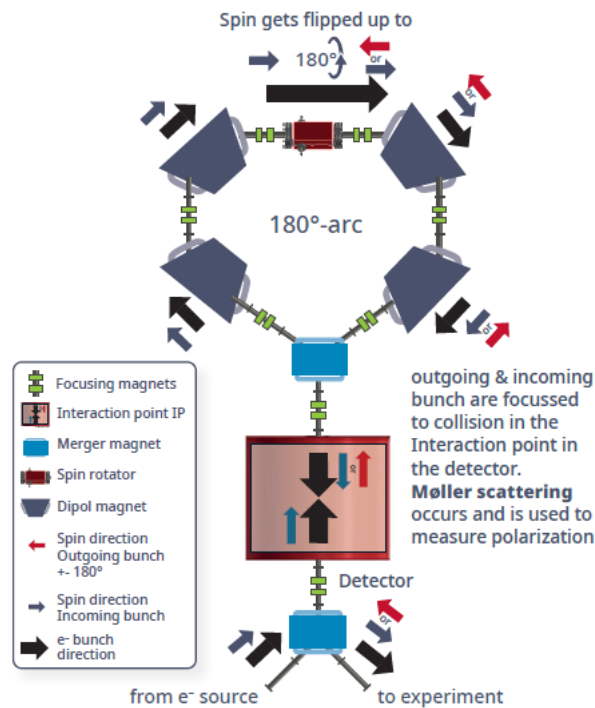 Spin gets flipped up to
180°
or
or
or
180°-arc
outgoing & incoming
bunch are focussed
to collision in the
Interaction point in
the detector.
Møller scattering
occurs and is used to
measure polarization
or
Focusing magnets
Interaction point IP
Merger magnet
Spin rotator
Dipol magnet
Spin direction
Outgoing bunch
+- 180°
Spin direction
Incoming bunch
e- bunch
direction
Detector
or
from e- source
to experiment